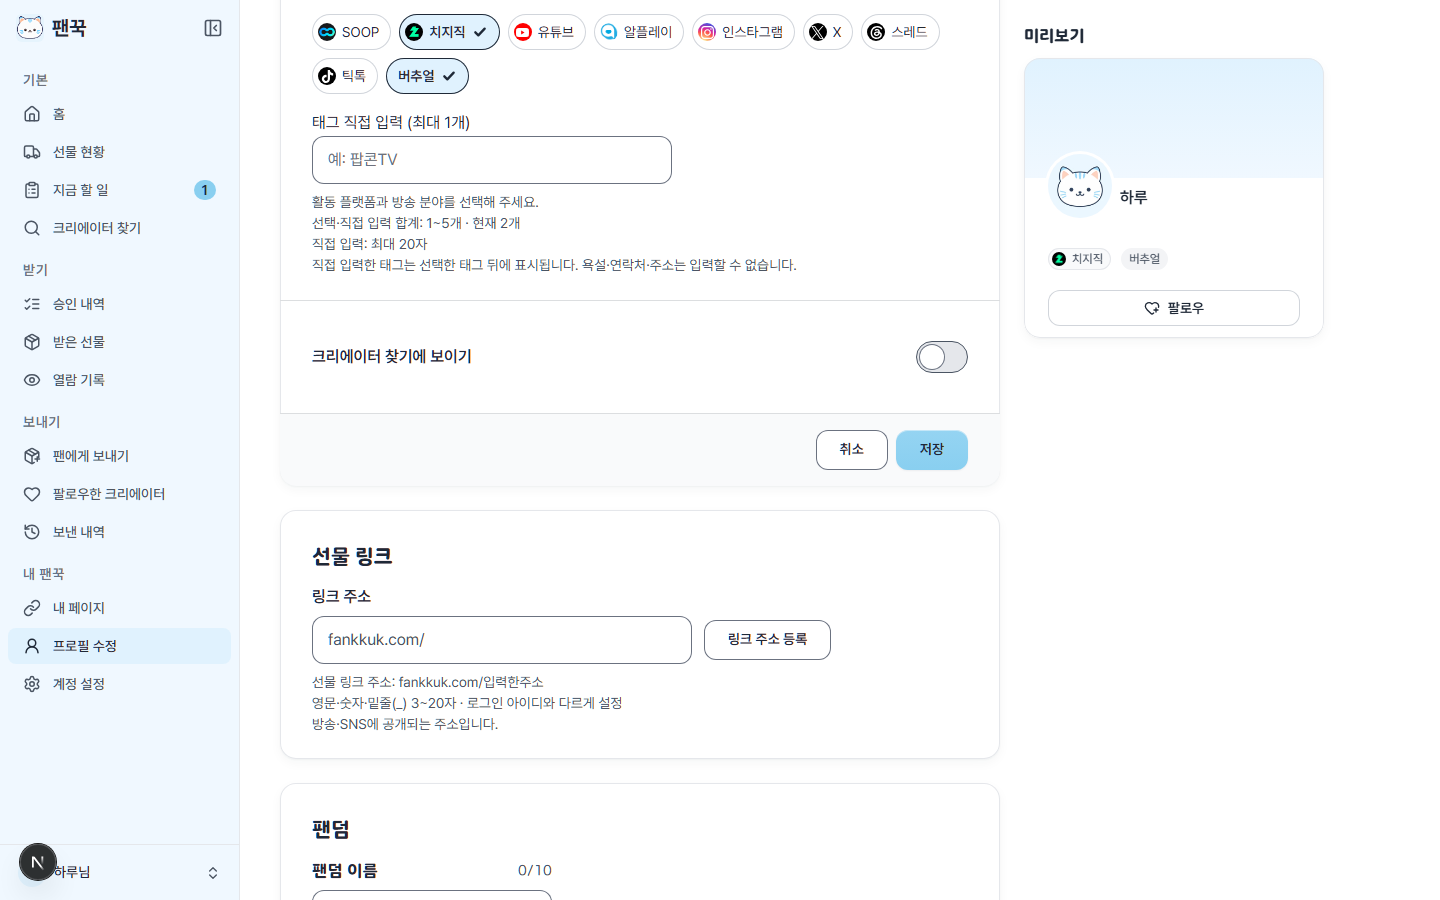 팬꾹
기본
홈
선물 현황
지금 할 일
1
크리에이터 찾기
받기
승인 내역
받은 선물
열람 기록
보내기
팬에게 보내기
팔로우한 크리에이터
보낸 내역
내 팬꾹
내 페이지
프로필 수정
계정 설정
N
하루님
SOOP
치지직
유튜브
알플레이
인스타그램
X
스레드
틱톡
버추얼
태그 직접 입력 (최대 1개)
예: 팝콘TV
활동 플랫폼과 방송 분야를 선택해 주세요.
선택·직접 입력 합계: 1~5개 · 현재 2개
직접 입력: 최대 20자
직접 입력한 태그는 선택한 태그 뒤에 표시됩니다. 욕설·연락처·주소는 입력할 수 없습니다.
크리에이터 찾기에 보이기
취소
저장
선물 링크
링크 주소
fankkuk.com/
링크 주소 등록
선물 링크 주소: fankkuk.com/입력한주소
영문·숫자·밑줄(_) 3~20자 · 로그인 아이디와 다르게 설정
방송·SNS에 공개되는 주소입니다.
팬덤
팬덤 이름
0/10
미리보기
하루
치지직
버추얼
팔로우